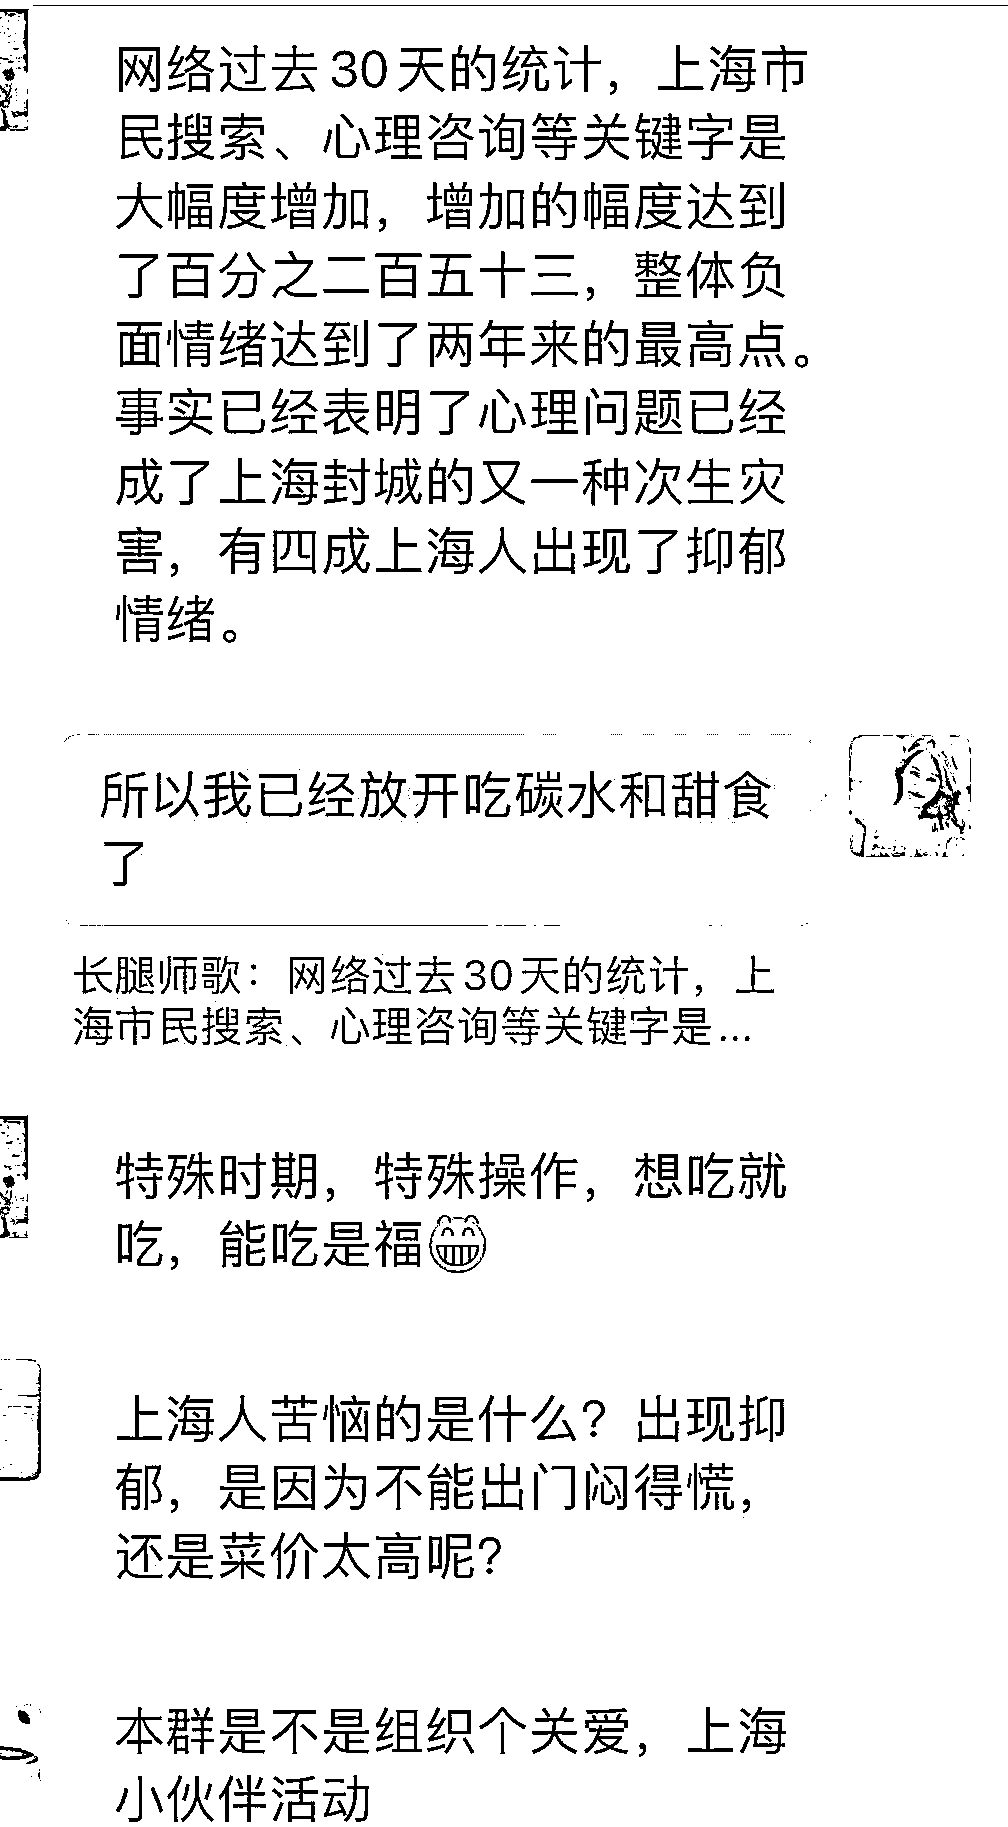 网络过去30天的统计，上海市
民搜索、心理咨询等关键字是
大幅度增加，增加的幅度达到
了百分之二百五十三，整体负
面情绪达到了两年来的最高点。
事实已经表明了心理问题已经
成了上海封城的又一种次生灾
害，有四成上海人出现了抑郁
情绪。
所以我已经放开吃碳水和甜食
了
长腿师歌：网络过去30天的统计，上
海市民搜索、心理咨询等关键字是...
特殊时期，特殊操作，想吃就
吃，能吃是福😁
上海人苦恼的是什么？出现抑
郁，是因为不能出门闷得慌，
还是菜价太高呢？
本群是不是组织个关爱，上海
小伙伴活动